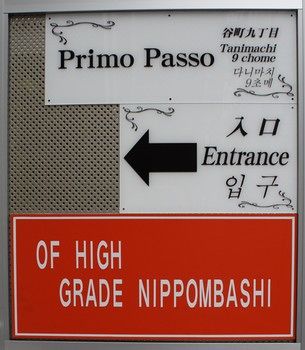 谷町九丁目
Primo Passo
Tanimachi
9 chome
다니마치
9초메
入口
Entrance
입구
OF HIGH
GRADE NIPPOMBASHI